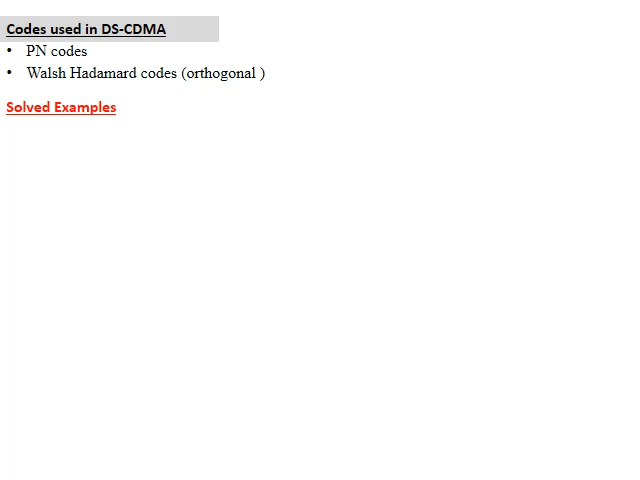 Codes used in DS-CDMA
• PN codes
• Walsh Hadamard codes (orthogonal )
Solved Examples